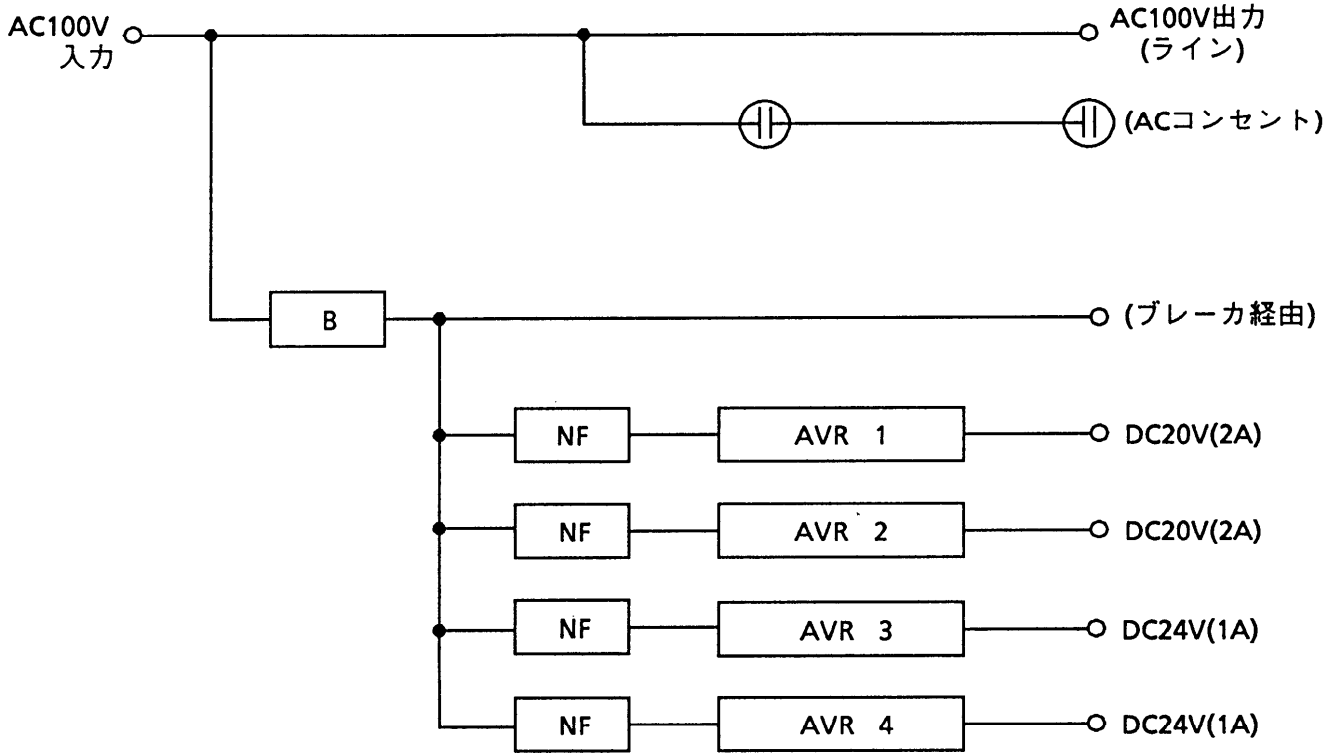 AC100V
入力
AC100V出力
(ライン)
(ACコンセント)
B
(ブレーカ経由)
NF
AVR 1
DC20V(2A)
NF
AVR 2
DC20V(2A)
NF
AVR 3
DC24V(1A)
NF
AVR 4
DC24V(1A)